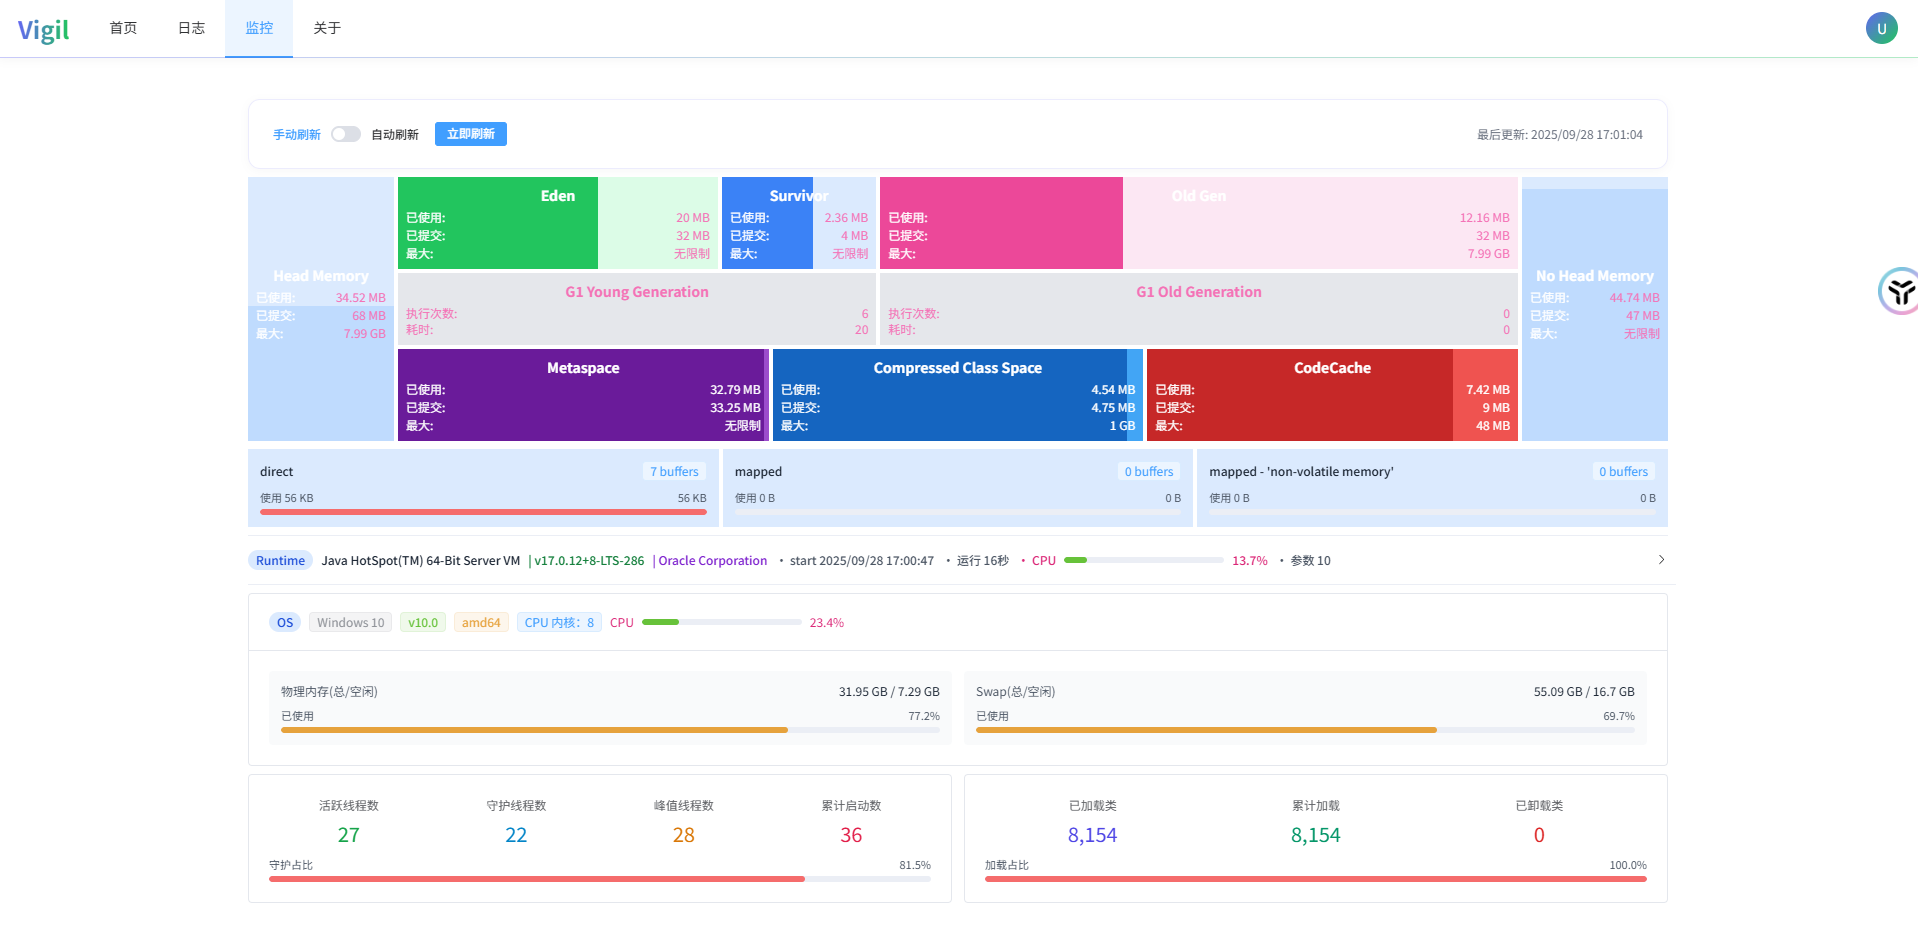 Vigil 首页 日志 监控 关于 U
手动刷新 自动刷新 立即刷新 最后更新: 2025/09/28 17:01:04
Head Memory
已使用: 34.52 MB
已提交: 68 MB
最大: 7.99 GB
Eden
已使用: 20 MB
已提交: 32 MB
最大: 无限制
Survivor
已使用: 2.36 MB
已提交: 4 MB
最大: 无限制
Old Gen
已使用: 12.16 MB
已提交: 32 MB
最大: 7.99 GB
No Head Memory
已使用: 44.74 MB
已提交: 47 MB
最大: 无限制
G1 Young Generation
执行次数: 6
耗时: 20
G1 Old Generation
执行次数: 0
耗时: 0
Metaspace
已使用: 32.79 MB
已提交: 33.25 MB
最大: 无限制
Compressed Class Space
已使用: 4.54 MB
已提交: 4.75 MB
最大: 1 GB
CodeCache
已使用: 7.42 MB
已提交: 9 MB
最大: 48 MB
direct 7 buffers
使用 56 KB 56 KB
mapped 0 buffers
使用 0 B 0 B
mapped - 'non-volatile memory' 0 buffers
使用 0 B 0 B
Runtime Java HotSpot(TM) 64-Bit Server VM | v17.0.12+8-LTS-286 | Oracle Corporation • start 2025/09/28 17:00:47 • 运行 16秒 • CPU 13.7% • 参数 10
OS Windows 10 v10.0 amd64 CPU 内核：8 CPU 23.4%
物理内存(总/空闲) 31.95 GB / 7.29 GB
已使用 77.2%
Swap(总/空闲) 55.09 GB / 16.7 GB
已使用 69.7%
活跃线程数 守护线程数 峰值线程数 累计启动数
27 22 28 36
守护占比 81.5%
已加载类 累计加载 已卸载类
8,154 8,154 0
加载占比 100.0%